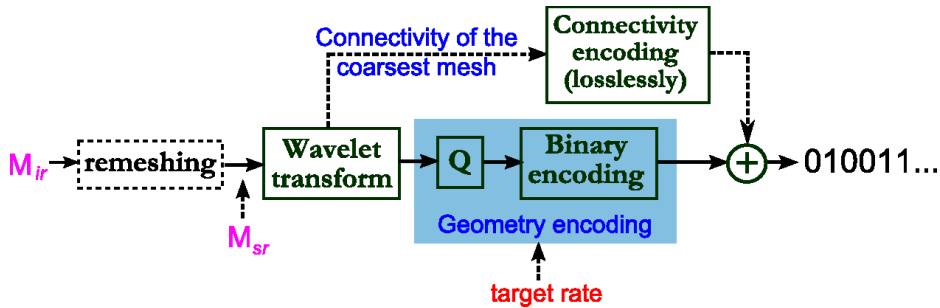 Connectivity of the
coarsest mesh
Connectivity
encoding
(losslessly)
M_ir
remeshing
Wavelet
transform
Q
Binary
encoding
+
010011...
M_sr
Geometry encoding
target rate